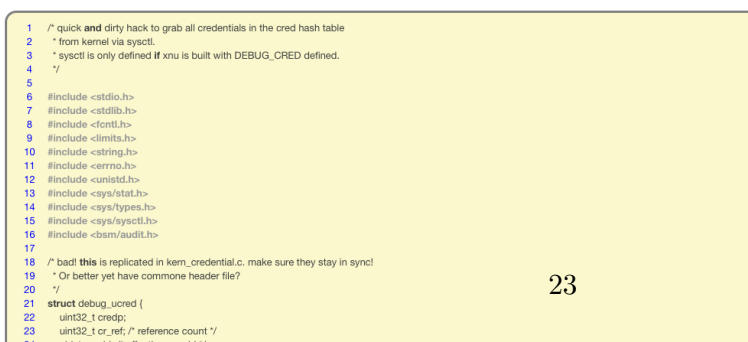 1 /* quick and dirty hack to grab all credentials in the cred hash table
2 * from kernel via sysctl.
3 * sysctl is only defined if xnu is built with DEBUG_CRED defined.
4 */
5
6 #include <stdio.h>
7 #include <stdlib.h>
8 #include <fcntl.h>
9 #include <limits.h>
10 #include <string.h>
11 #include <errno.h>
12 #include <unistd.h>
13 #include <sys/stat.h>
14 #include <sys/types.h>
15 #include <sys/sysctl.h>
16 #include <bsm/audit.h>
17
18 /* bad! this is replicated in kern_credential.c. make sure they stay in sync!
19 * Or better yet have commone header file?
20 */
21 struct debug_ucred {
22 uint32_t credp;
23 uint32_t cr_ref; /* reference count */
23